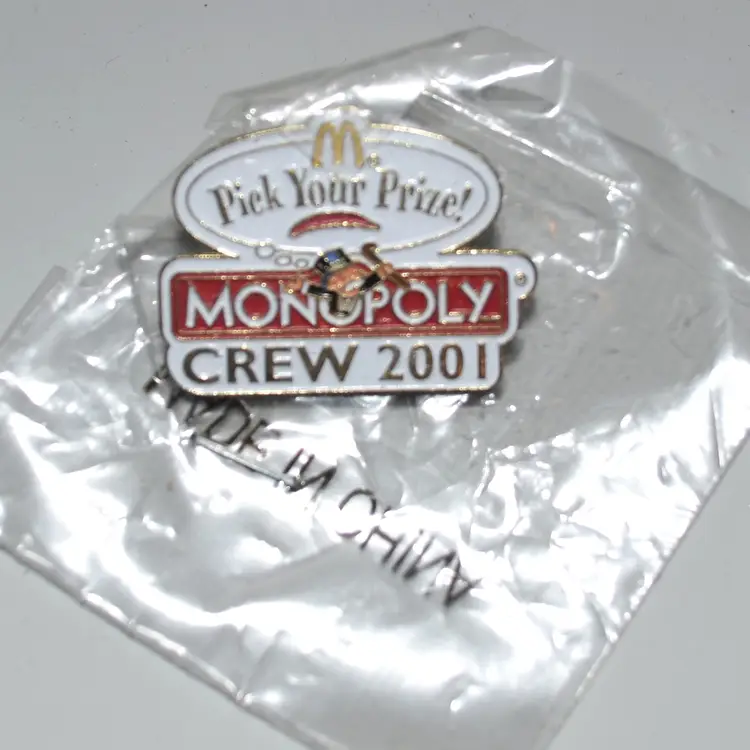 M
Pick Your Prize!
MONOPOLY
CREW 2001
MADE IN CHINA